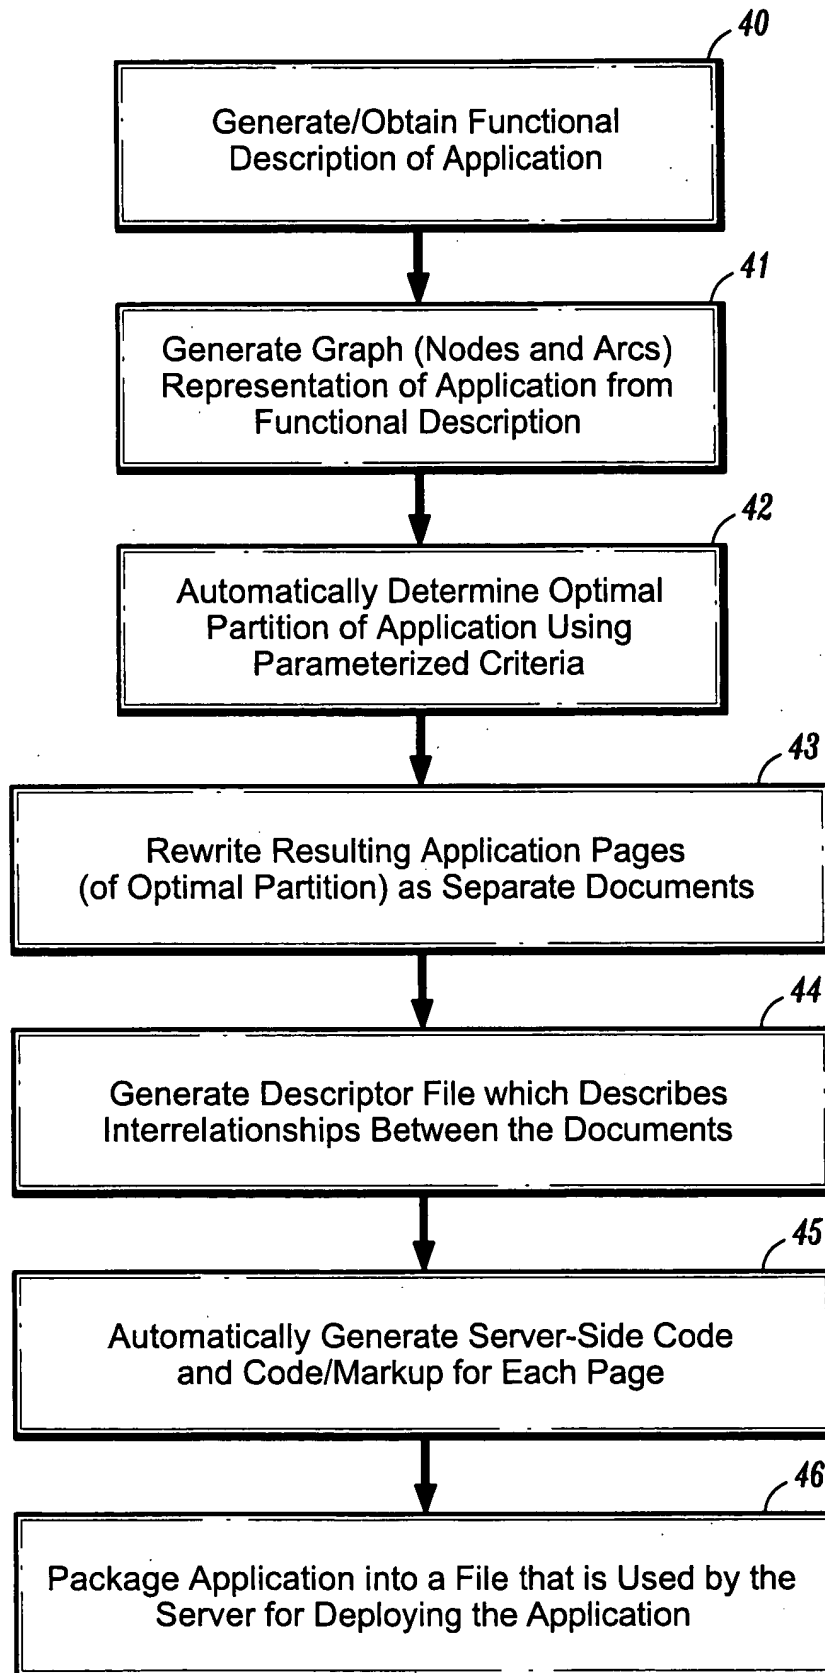 40
Generate/Obtain Functional
Description of Application
41
Generate Graph (Nodes and Arcs)
Representation of Application from
Functional Description
42
Automatically Determine Optimal
Partition of Application Using
Parameterized Criteria
43
Rewrite Resulting Application Pages
(of Optimal Partition) as Separate Documents
44
Generate Descriptor File which Describes
Interrelationships Between the Documents
45
Automatically Generate Server-Side Code
and Code/Markup for Each Page
46
Package Application into a File that is Used by the
Server for Deploying the Application